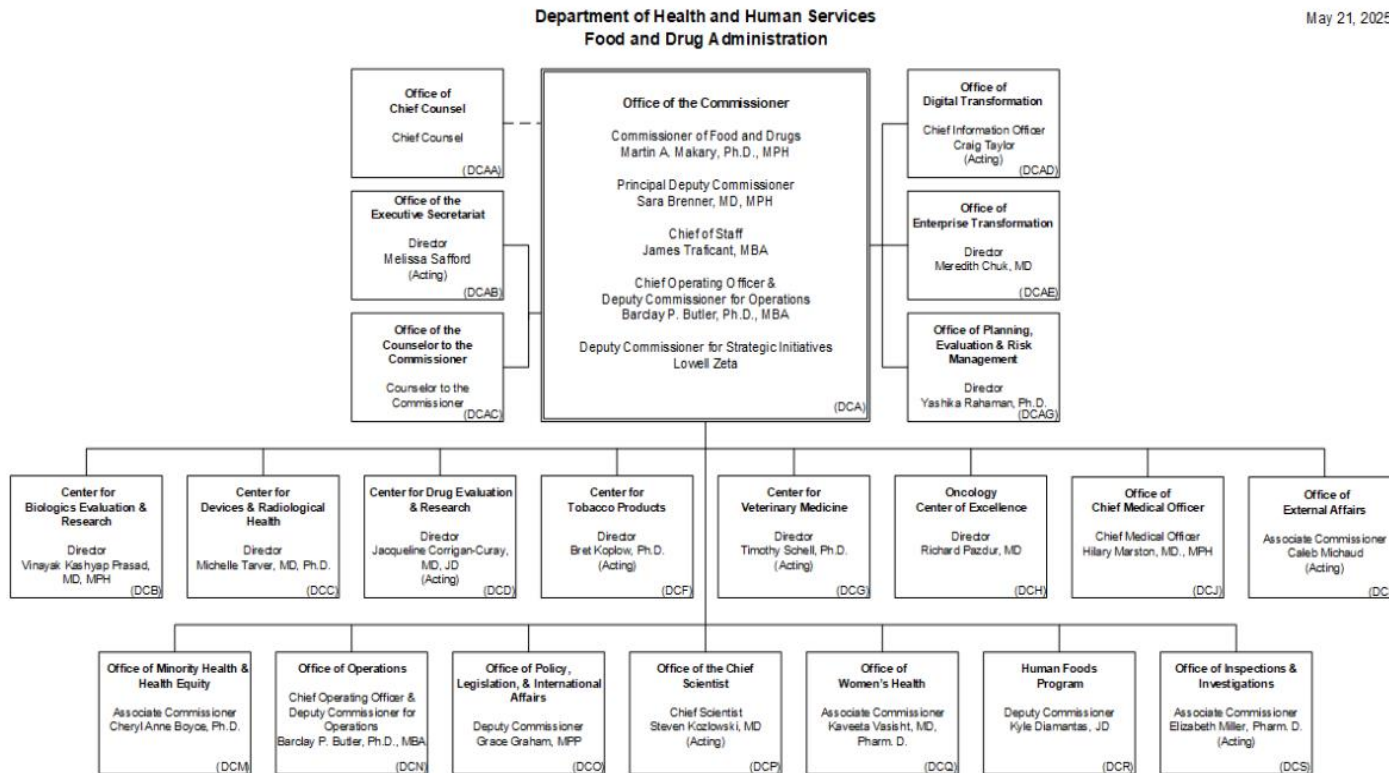 Department of Health and Human Services
Food and Drug Administration
May 21, 2025
Office of
Chief Counsel
Chief Counsel
(DCAA)
Office of the
Executive Secretariat
Director
Melissa Safford
(Acting)
(DCAB)
Office of the
Counselor to the
Commissioner
Counselor to the
Commissioner
(DCAC)
Office of the Commissioner
Commissioner of Food and Drugs
Martin A. Makary, Ph.D., MPH
Principal Deputy Commissioner
Sara Brenner, MD, MPH
Chief of Staff
James Traficant, MBA
Chief Operating Officer &
Deputy Commissioner for Operations
Barclay P. Butler, Ph.D., MBA
Deputy Commissioner for Strategic Initiatives
Lowell Zeta
(DCA)
Office of
Digital Transformation
Chief Information Officer
Craig Taylor
(Acting)
(DCAD)
Office of
Enterprise Transformation
Director
Meredith Chuk, MD
(DCAE)
Office of Planning,
Evaluation & Risk
Management
Director
Yashika Rahaman, Ph.D.
(DCAG)
Center for
Biologics Evaluation &
Research
Director
Vinayak Kashyap Prasad,
MD, MPH
(DCB)
Center for
Devices & Radiological
Health
Director
Michelle Tarver, MD, Ph.D.
(DCC)
Center for Drug Evaluation
& Research
Director
Jacqueline Corrigan-Curay,
MD, JD
(Acting)
(DCD)
Center for
Tobacco Products
Director
Bret Koplow, Ph.D.
(Acting)
(DCF)
Center for
Veterinary Medicine
Director
Timothy Schell, Ph.D.
(Acting)
(DCG)
Oncology
Center of Excellence
Director
Richard Pazdur, MD
(DCH)
Office of
Chief Medical Officer
Chief Medical Officer
Hilary Marston, MD., MPH
(DCJ)
Office of
External Affairs
Associate Commissioner
Caleb Michaud
(Acting)
Office of Minority Health &
Health Equity
Associate Commissioner
Cheryl Anne Boyce, Ph.D.
(DCM)
Office of Operations
Chief Operating Officer &
Deputy Commissioner for
Operations
Barclay P. Butler, Ph.D., MBA
(DCN)
Office of Policy,
Legislation, & International
Affairs
Deputy Commissioner
Grace Graham, MPP
(DCO)
Office of the Chief
Scientist
Chief Scientist
Steven Kozlowski, MD
(Acting)
(DCP)
Office of
Women's Health
Associate Commissioner
Kaveeta Vasisht, MD,
Pharm. D.
(DCQ)
Human Foods
Program
Deputy Commissioner
Kyle Diamantas, JD
(DCR)
Office of Inspections &
Investigations
Associate Commissioner
Elizabeth Miller, Pharm. D.
(Acting)
(DCS)